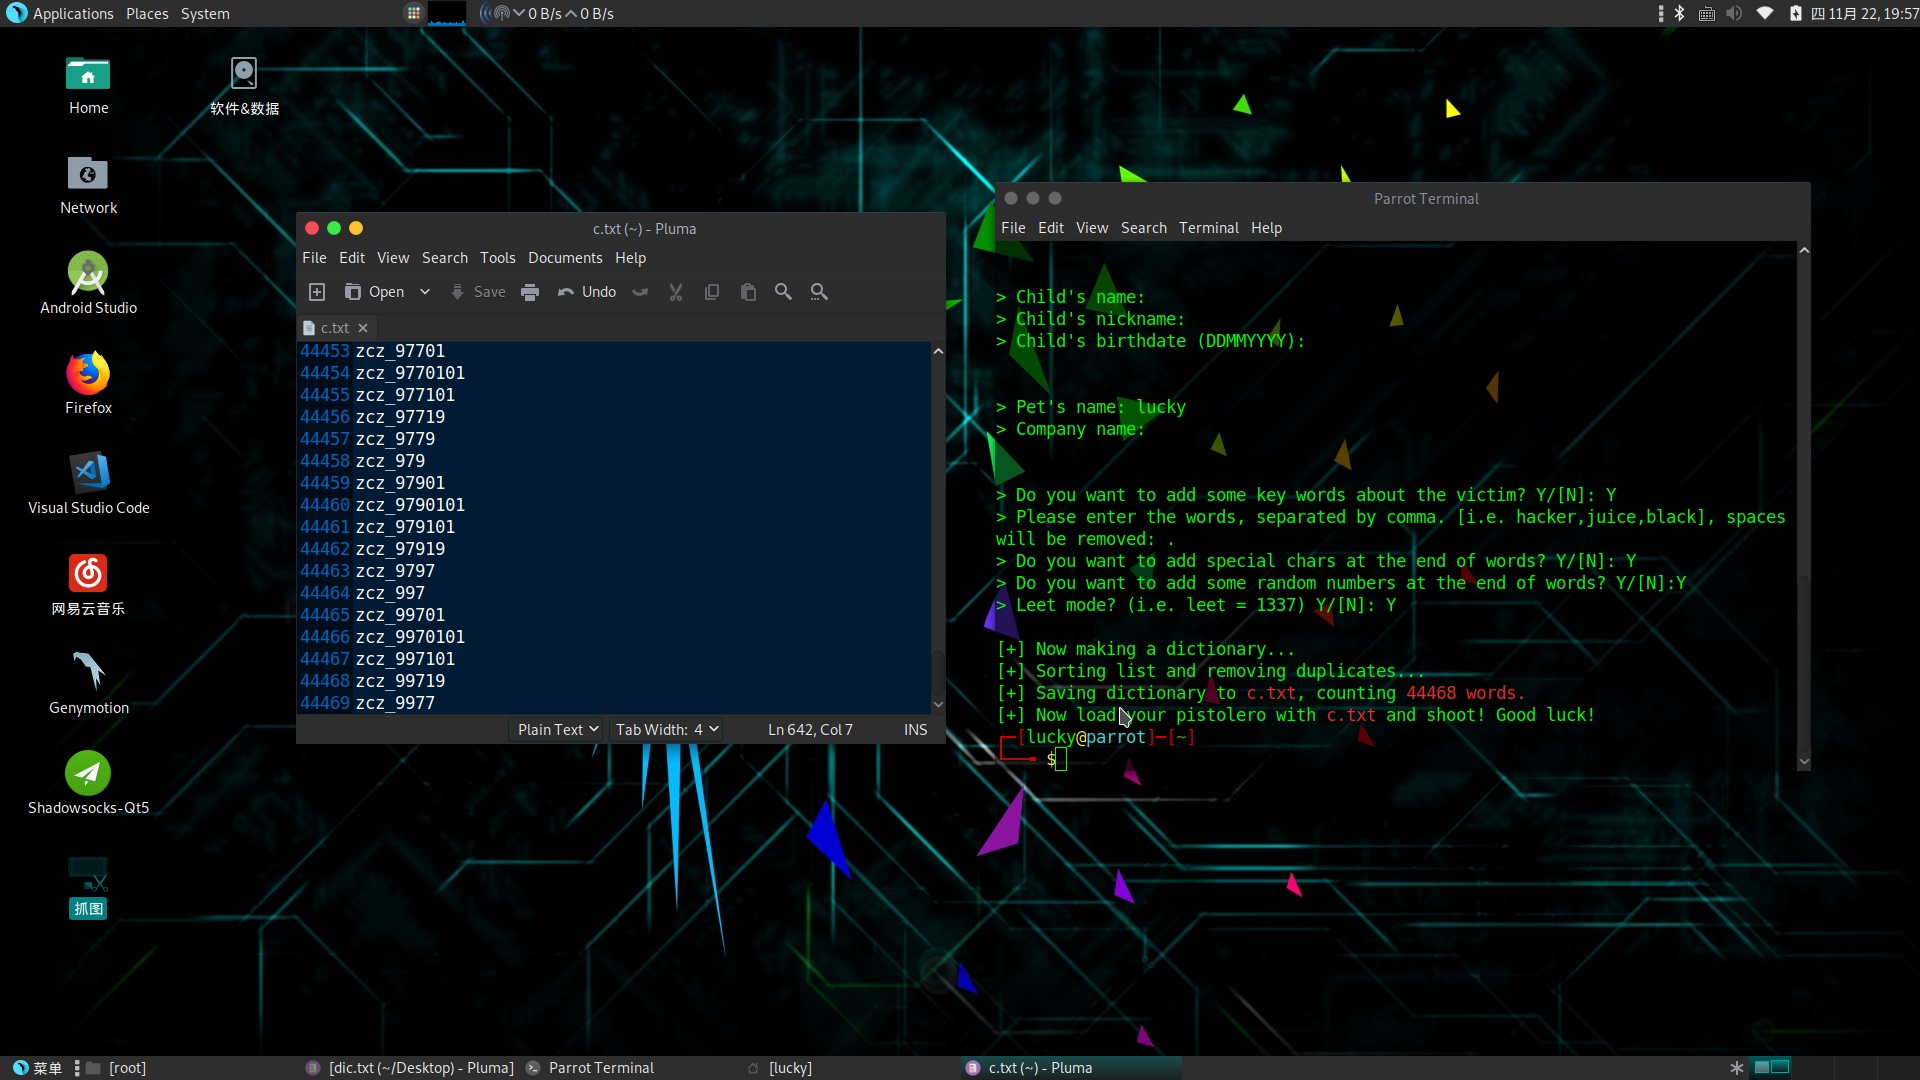 Applications Places System
0 B/s 0 B/s
四 11月 22, 19:57
Home
软件&数据
Network
Android Studio
Firefox
Visual Studio Code
网易云音乐
Genymotion
Shadowsocks-Qt5
抓图
c.txt (~) - Pluma
File Edit View Search Tools Documents Help
Open Save Undo
c.txt
44453 zcz_97701
44454 zcz_9770101
44455 zcz_977101
44456 zcz_97719
44457 zcz_9779
44458 zcz_979
44459 zcz_97901
44460 zcz_9790101
44461 zcz_979101
44462 zcz_97919
44463 zcz_9797
44464 zcz_997
44465 zcz_99701
44466 zcz_9970101
44467 zcz_997101
44468 zcz_99719
44469 zcz_9977
Plain Text Tab Width: 4 Ln 642, Col 7 INS
Parrot Terminal
File Edit View Search Terminal Help
> Child's name:
> Child's nickname:
> Child's birthdate (DDMMYYYY):
> Pet's name: lucky
> Company name:
> Do you want to add some key words about the victim? Y/[N]: Y
> Please enter the words, separated by comma. [i.e. hacker,juice,black], spaces
will be removed: .
> Do you want to add special chars at the end of words? Y/[N]: Y
> Do you want to add some random numbers at the end of words? Y/[N]:Y
> Leet mode? (i.e. leet = 1337) Y/[N]: Y
[+] Now making a dictionary...
[+] Sorting list and removing duplicates...
[+] Saving dictionary to c.txt, counting 44468 words.
[+] Now load your pistolero with c.txt and shoot! Good luck!
┌─[lucky@parrot]─[~]
└──╼ $
菜单 [root] [dic.txt (~/Desktop) - Pluma] Parrot Terminal [lucky] c.txt (~) - Pluma